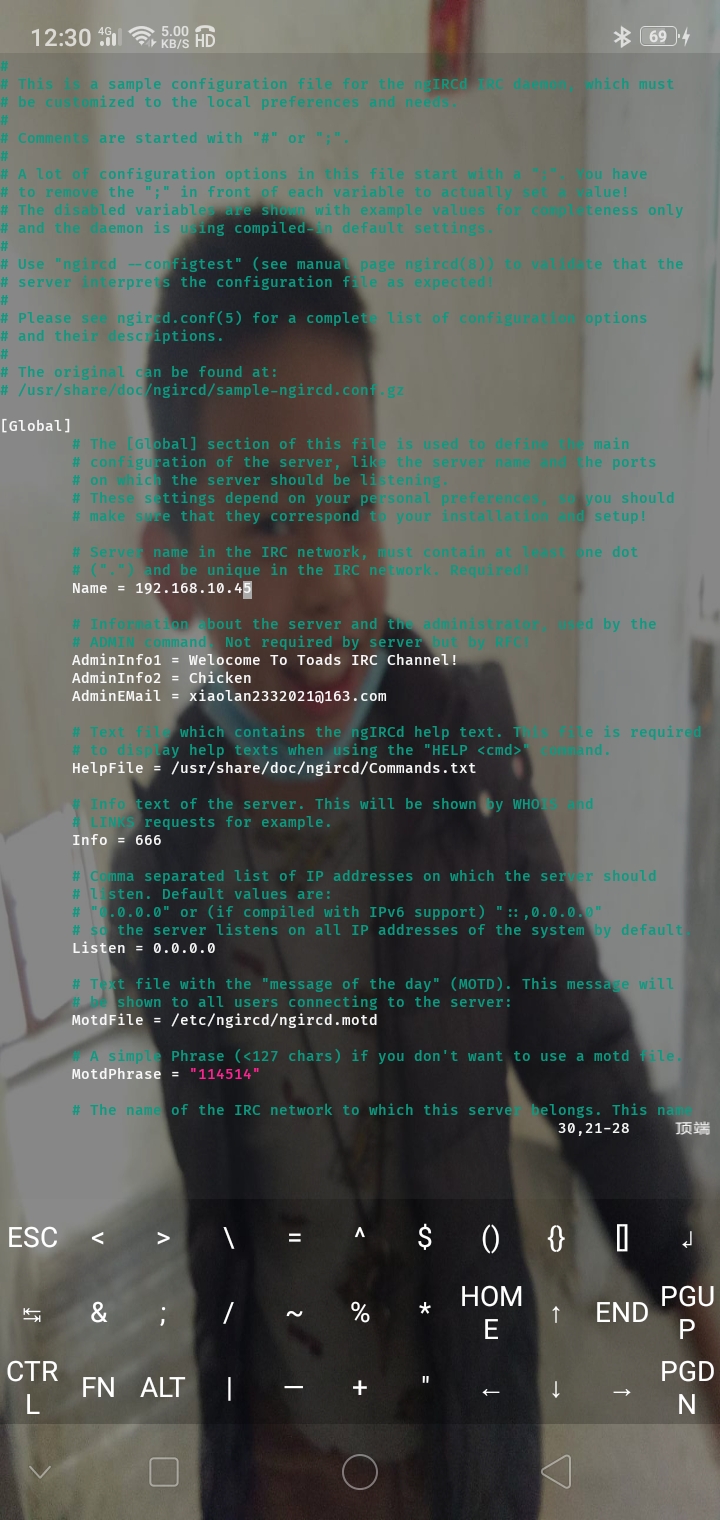 12:30 4G 5.00 KB/S HD 69
#
# This is a sample configuration file for the ngIRCd IRC daemon, which must
# be customized to the local preferences and needs.
#
# Comments are started with "#" or ";".
#
# A lot of configuration options in this file start with a ";". You have
# to remove the ";" in front of each variable to actually set a value!
# The disabled variables are shown with example values for completeness only
# and the daemon is using compiled-in default settings.
#
# Use "ngircd --configtest" (see manual page ngircd(8)) to validate that the
# server interprets the configuration file as expected!
#
# Please see ngircd.conf(5) for a complete list of configuration options
# and their descriptions.
#
# The original can be found at:
# /usr/share/doc/ngircd/sample-ngircd.conf.gz
[Global]
# The [Global] section of this file is used to define the main
# configuration of the server, like the server name and the ports
# on which the server should be listening.
# These settings depend on your personal preferences, so you should
# make sure that they correspond to your installation and setup!
# Server name in the IRC network, must contain at least one dot
# (".") and be unique in the IRC network. Required!
Name = 192.168.10.45
# Information about the server and the administrator, used by the
# ADMIN command. Not required by server but by RFC!
AdminInfo1 = Welocome To Toads IRC Channel!
AdminInfo2 = Chicken
AdminEMail = xiaolan2332021@163.com
# Text file which contains the ngIRCd help text. This file is required
# to display help texts when using the "HELP <cmd>" command.
HelpFile = /usr/share/doc/ngircd/Commands.txt
# Info text of the server. This will be shown by WHOIS and
# LINKS requests for example.
Info = 666
# Comma separated list of IP addresses on which the server should
# listen. Default values are:
# "0.0.0.0" or (if compiled with IPv6 support) "::,0.0.0.0"
# so the server listens on all IP addresses of the system by default.
Listen = 0.0.0.0
# Text file with the "message of the day" (MOTD). This message will
# be shown to all users connecting to the server:
MotdFile = /etc/ngircd/ngircd.motd
# A simple Phrase (<127 chars) if you don't want to use a motd file.
MotdPhrase = "114514"
# The name of the IRC network to which this server belongs. This name
30,21-28 顶端
ESC < > \ = ^ $ () {} [] ↲
⇆ & ; / ~ % * HOME ↑ END PGUP
CTRL FN ALT | — + " ← ↓ → PGDN